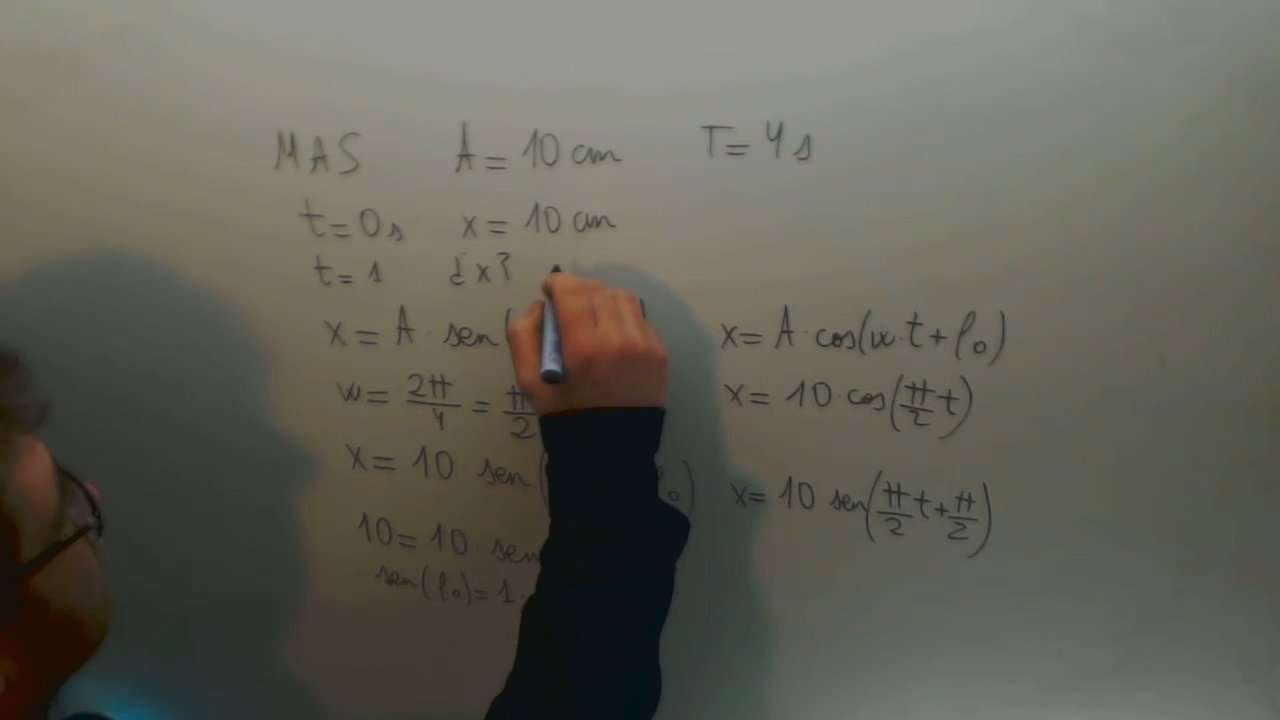 MAS A = 10 cm T = 4 s
t = 0 s x = 10 cm
t = 1 ¿x?
x = A · sen(
x = A · cos(w·t + φ₀)
w = 2π/4 = π/2
x = 10 · cos(π/2 t)
x = 10 sen( ₀)
x = 10 sen(π/2 t + π/2)
10 = 10 sen
sen(φ₀) = 1